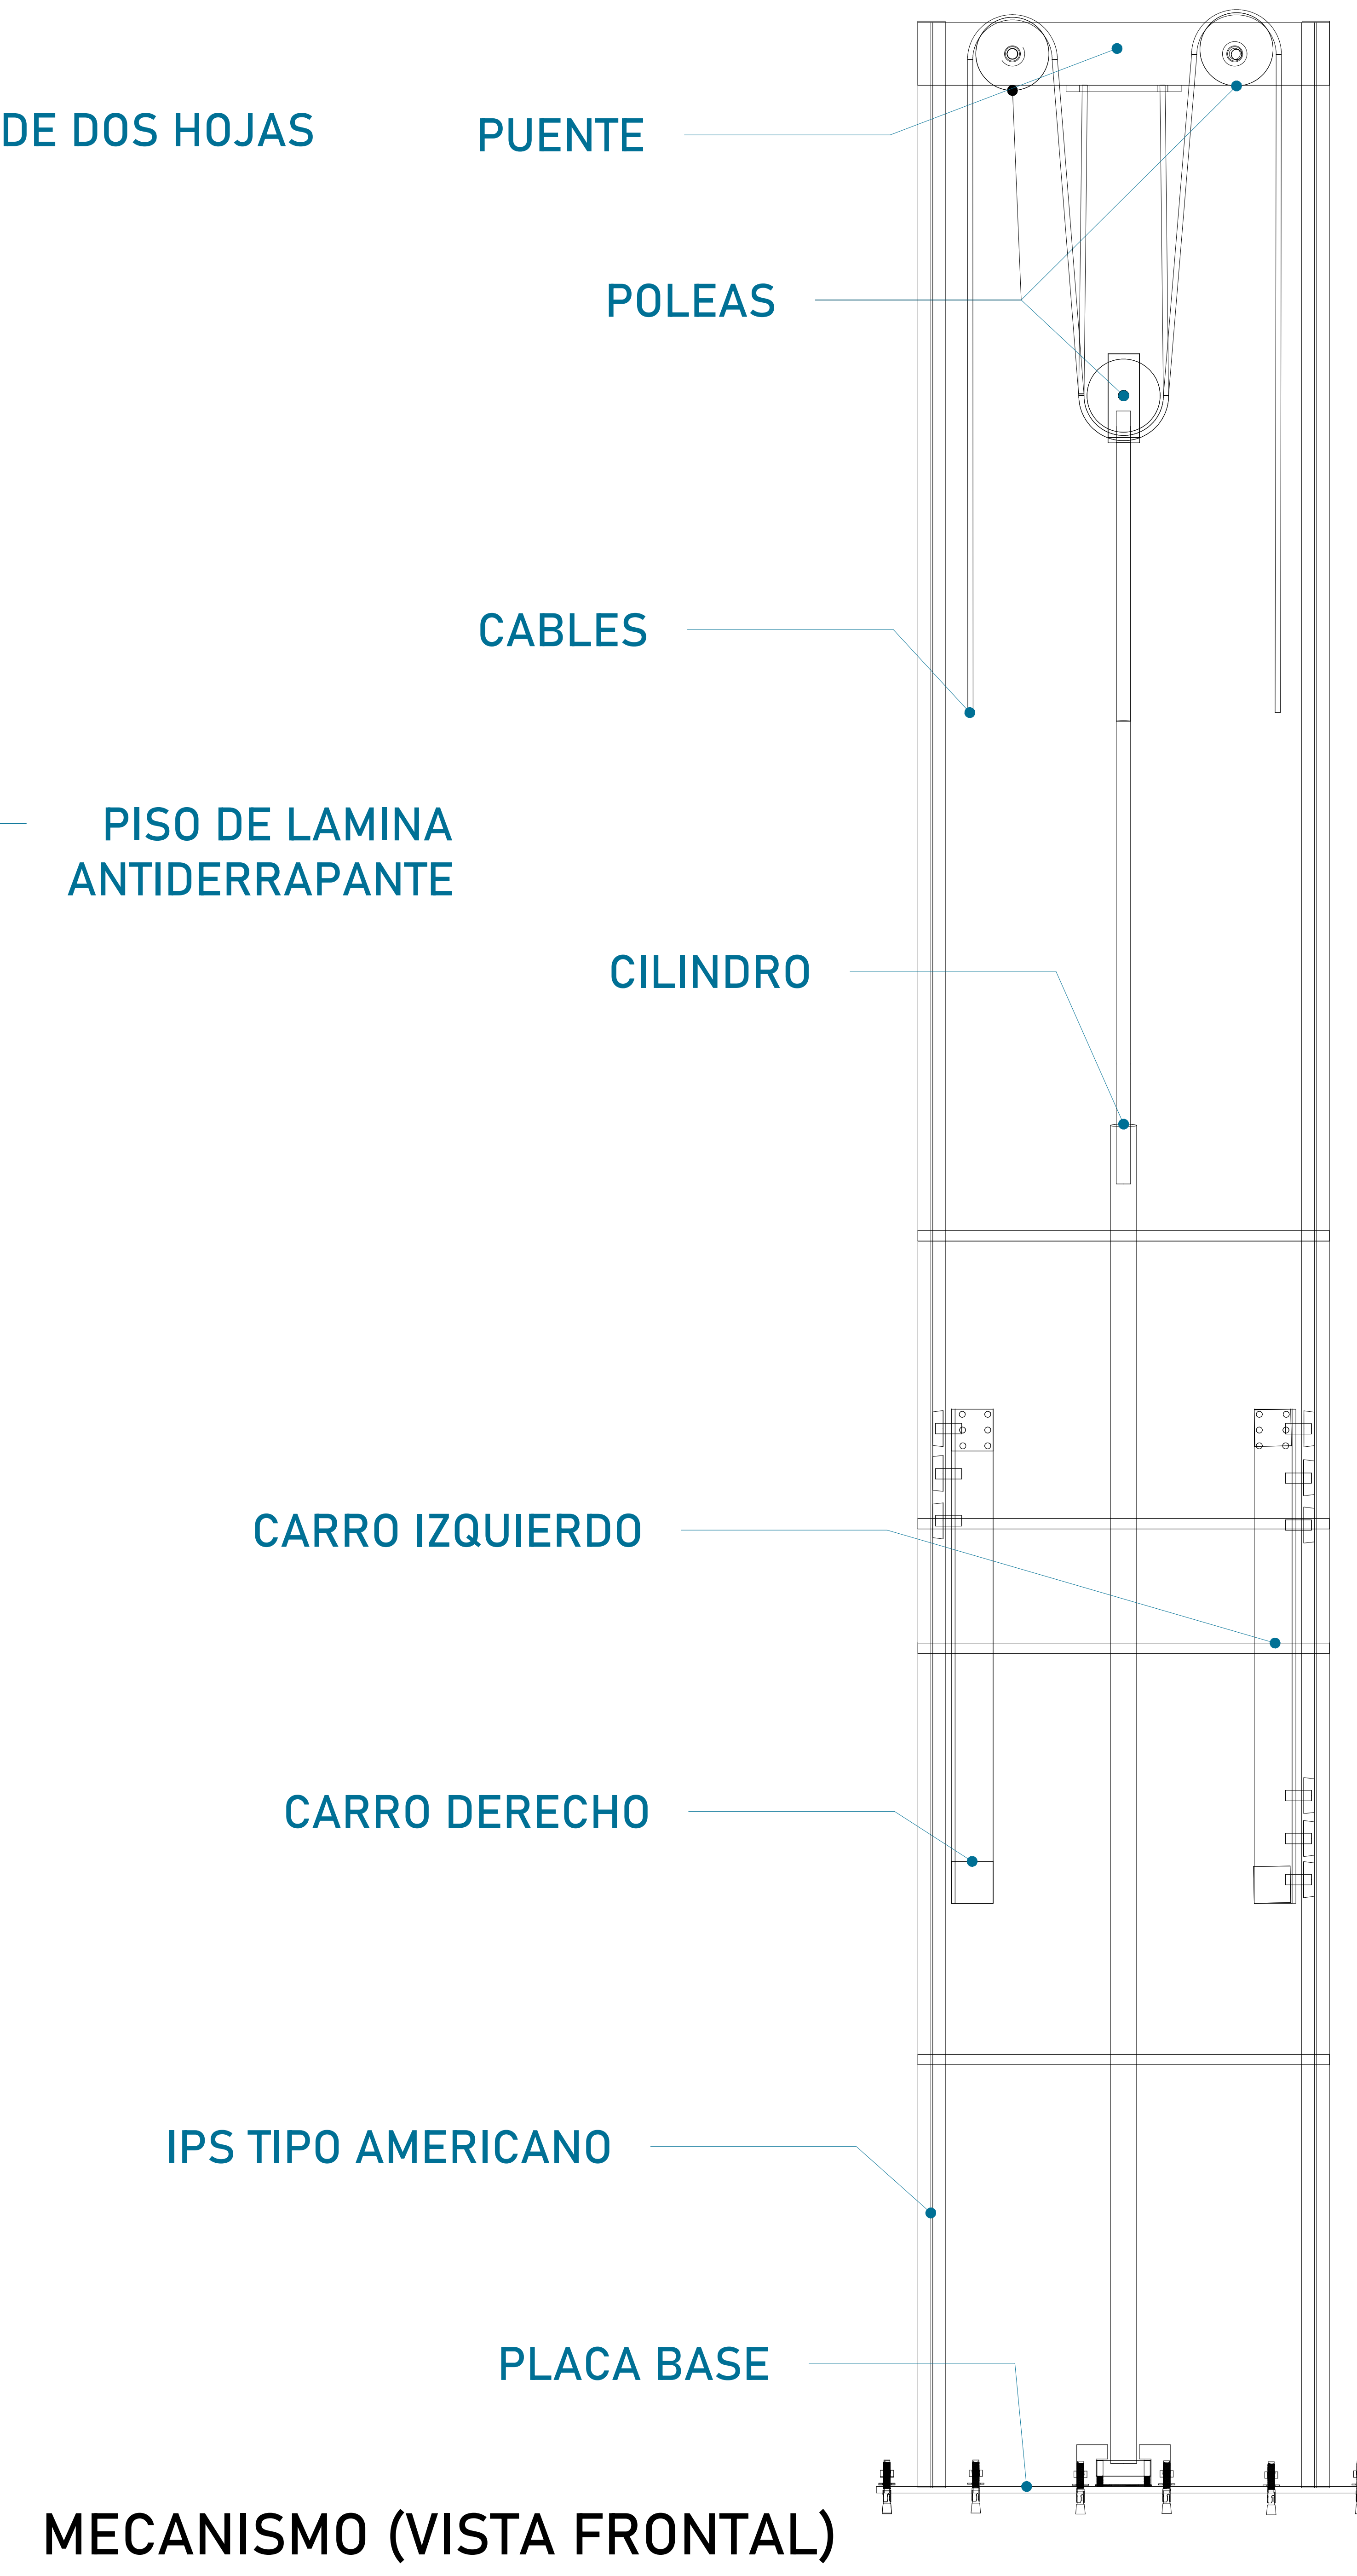 DE DOS HOJAS
PUENTE
POLEAS
CABLES
PISO DE LAMINA
ANTIDERRAPANTE
CILINDRO
CARRO IZQUIERDO
CARRO DERECHO
IPS TIPO AMERICANO
PLACA BASE
MECANISMO (VISTA FRONTAL)